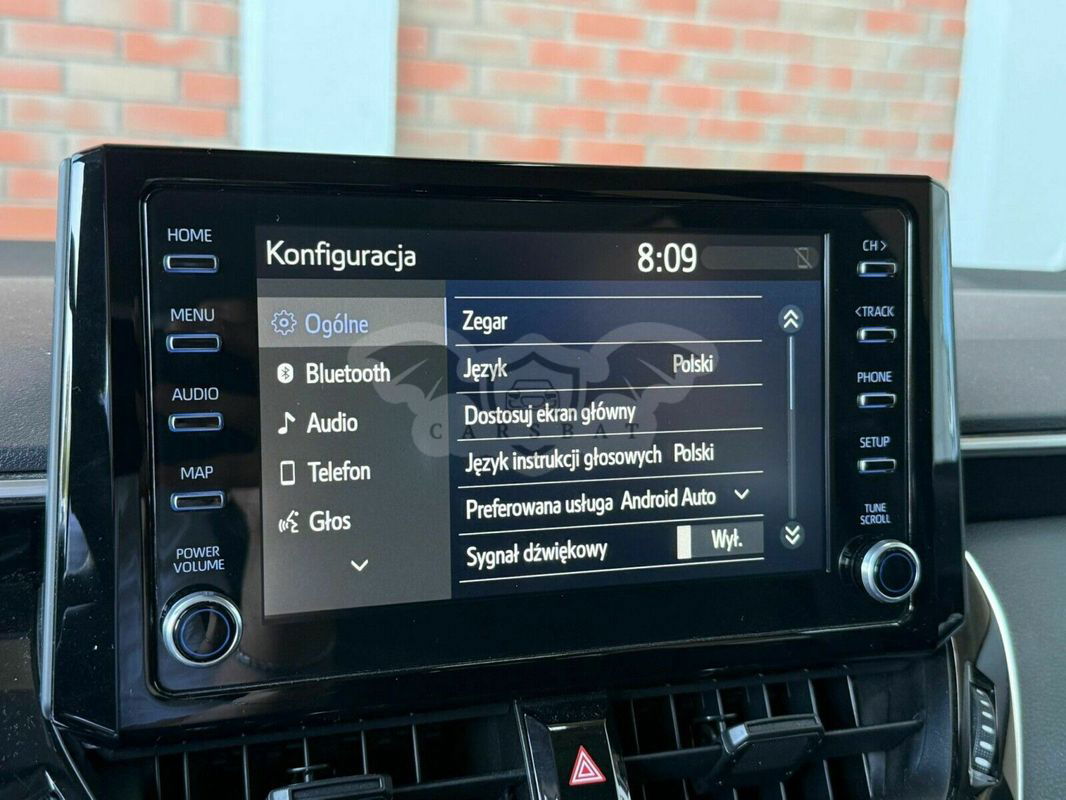 HOME
MENU
AUDIO
MAP
POWER
VOLUME
Konfiguracja
8:09
Ogólne
Bluetooth
Audio
Telefon
Głos
Zegar
Język Polski
Dostosuj ekran główny
Język instrukcji głosowych Polski
Preferowana usługa Android Auto
Sygnał dźwiękowy Wył.
CARSBAT
CH>
<TRACK
PHONE
SETUP
TUNE
SCROLL